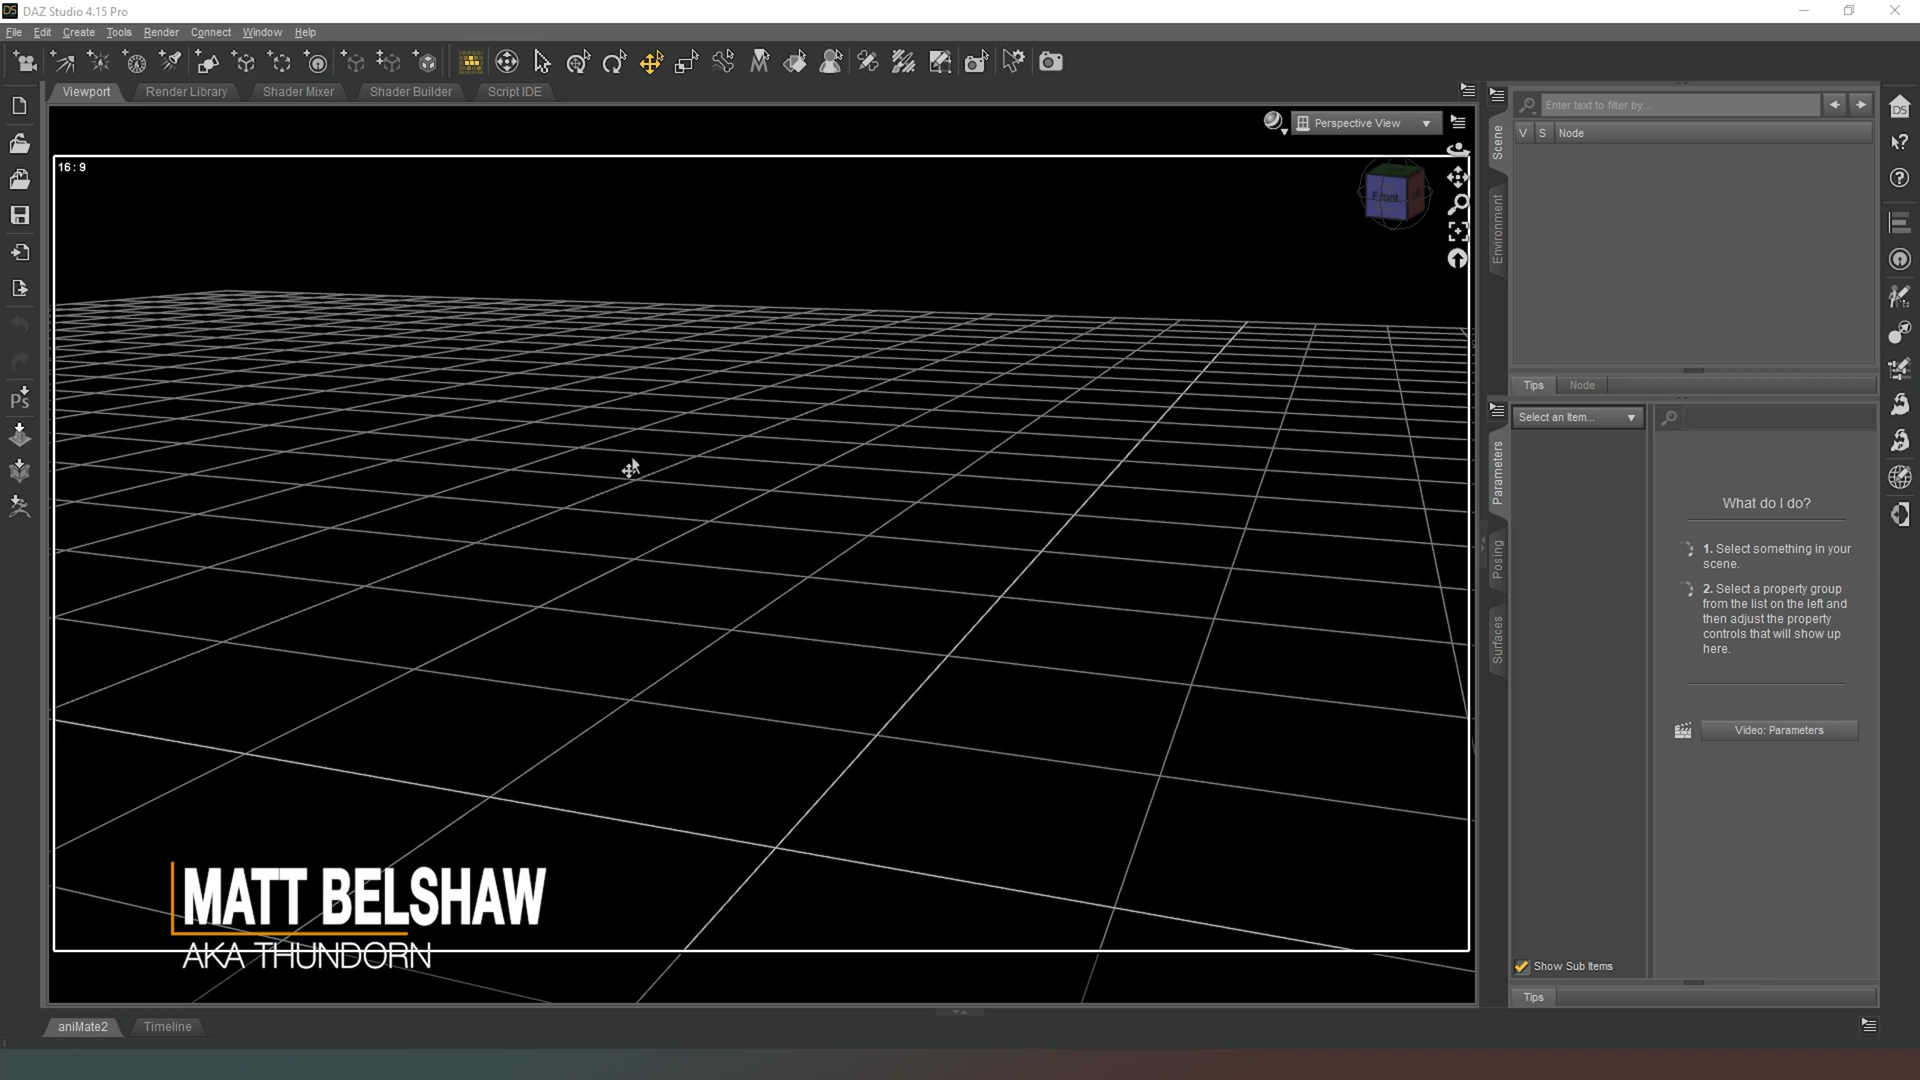 DS DAZ Studio 4.15 Pro
File Edit Create Tools Render Connect Window Help
Viewport Render Library Shader Mixer Shader Builder Script IDE
Perspective View
16:9
Front
Enter text to filter by...
V S Node
Scene
Environment
Tips Node
Select an Item...
Parameters
Posing
Surfaces
What do I do?
1. Select something in your
scene.
2. Select a property group
from the list on the left and
then adjust the property
controls that will show up
here.
Video: Parameters
Show Sub Items
Tips
DS
PS
MATT BELSHAW
AKA THUNDORN
aniMate2 Timeline